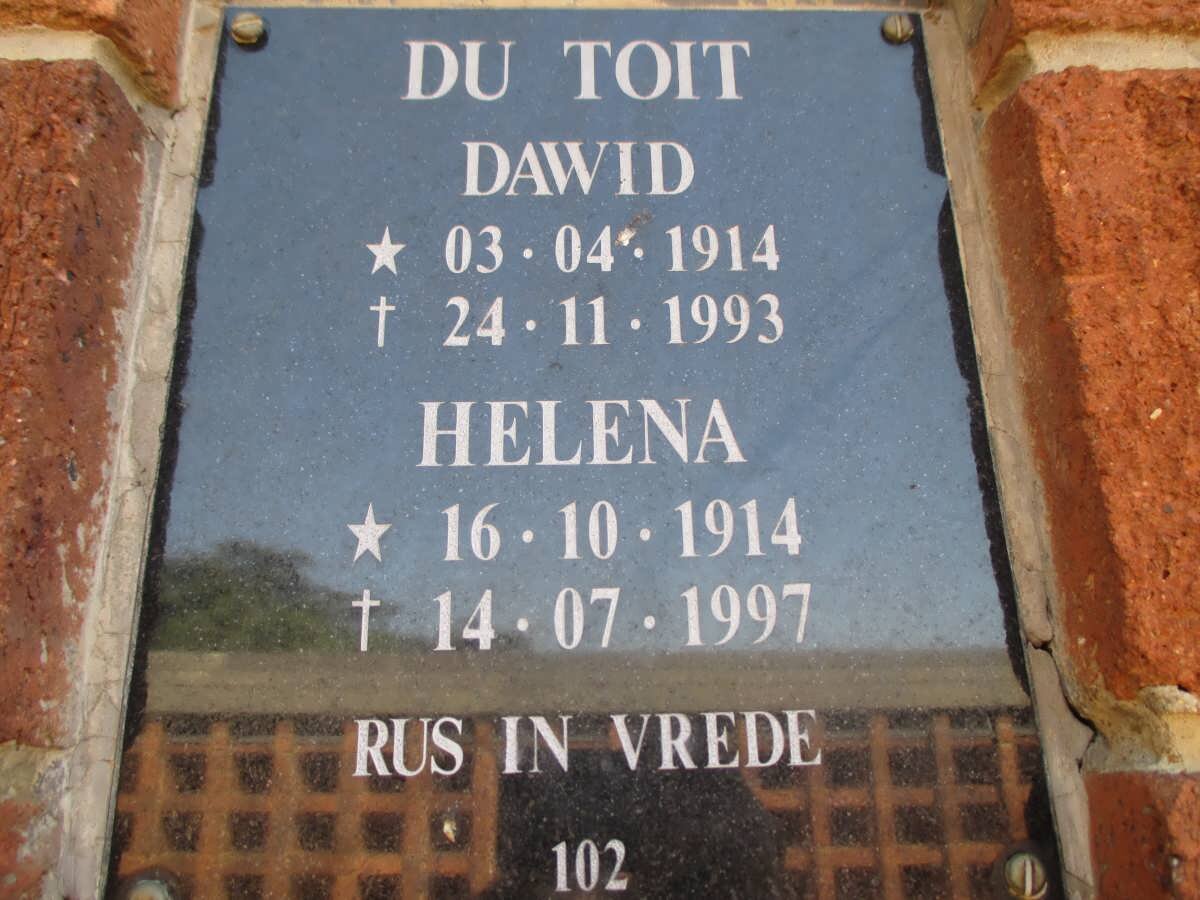 DU TOIT
DAWID
★ 03·04·1914
† 24·11·1993
HELENA
★ 16·10·1914
† 14·07·1997
RUS IN VREDE
102